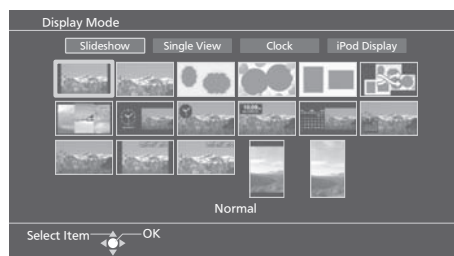 Display Mode
Slideshow Single View Clock iPod Display
Normal
Select Item OK